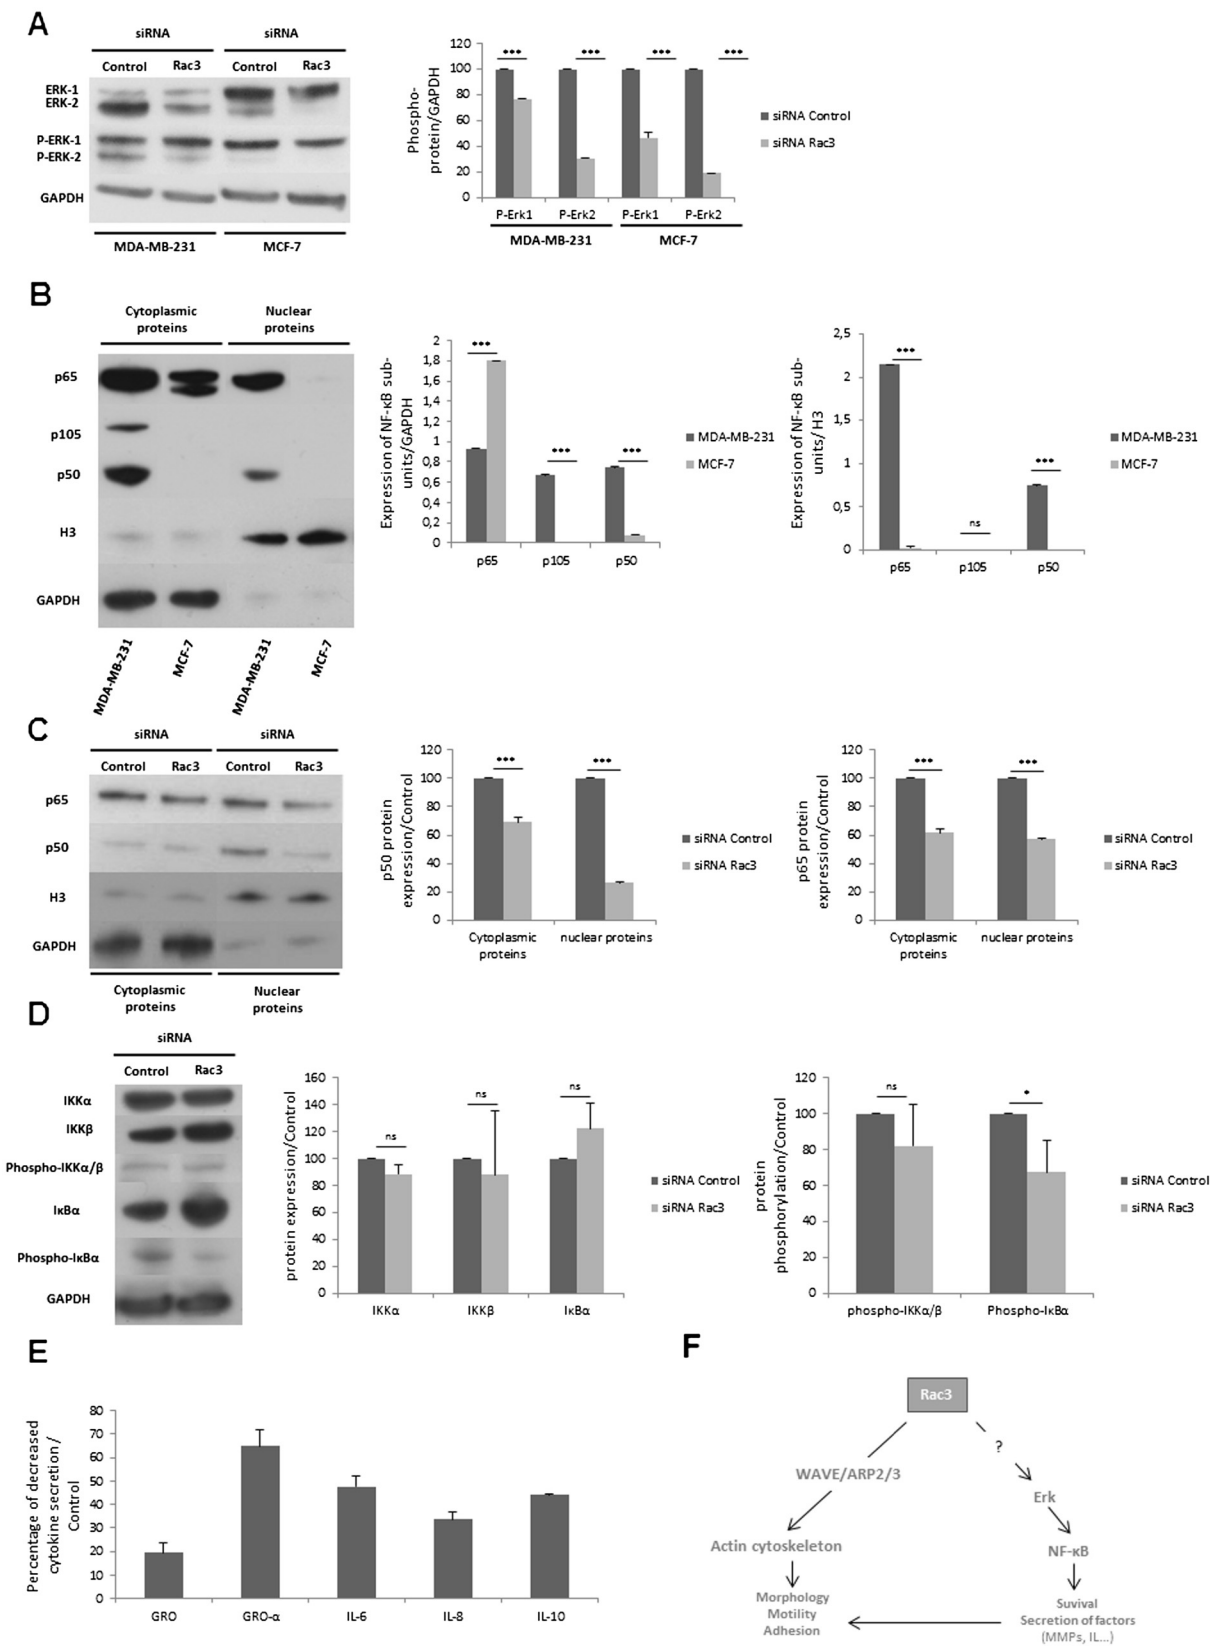 A
siRNA siRNA
Control Rac3 Control Rac3
ERK-1
ERK-2
P-ERK-1
P-ERK-2
GAPDH
MDA-MB-231 MCF-7
Phospho-
protein/GAPDH
120
100
80
60
40
20
0
*** *** *** ***
P-Erk1 P-Erk2 P-Erk1 P-Erk2
MDA-MB-231 MCF-7
siRNA Control
siRNA Rac3
B
Cytoplasmic
proteins
Nuclear
proteins
p65
p105
p50
H3
GAPDH
MDA-MB-231 MCF-7 MDA-MB-231 MCF-7
Expression of NF-κB sub-
units/GAPDH
2
1,8
1,6
1,4
1,2
1
0,8
0,6
0,4
0,2
0
*** *** ***
p65 p105 p50
MDA-MB-231
MCF-7
Expression of NF-κB sub-
units/ H3
2,5
2
1,5
1
0,5
0
*** ns ***
p65 p105 p50
MDA-MB-231
MCF-7
C
siRNA siRNA
Control Rac3 Control Rac3
p65
p50
H3
GAPDH
Cytoplasmic
proteins
Nuclear
proteins
p50 protein
expression/Control
120
100
80
60
40
20
0
*** ***
Cytoplasmic
proteins
nuclear proteins
siRNA Control
siRNA Rac3
p65 protein
expression/Control
120
100
80
60
40
20
0
*** ***
Cytoplasmic
proteins
nuclear proteins
siRNA Control
siRNA Rac3
D
siRNA
Control Rac3
IKKα
IKKβ
Phospho-IKKα/β
IκBα
Phospho-IκBα
GAPDH
protein expression/Control
160
140
120
100
80
60
40
20
0
ns ns ns
IKKα IKKβ IκBα
siRNA Control
siRNA Rac3
protein
phosphorylation/Control
120
100
80
60
40
20
0
ns *
phospho-IKKα/β Phospho-IκBα
siRNA Control
siRNA Rac3
E
Percentage of decreased
cytokine secretion/
Control
80
70
60
50
40
30
20
10
0
GRO GRO-α IL-6 IL-8 IL-10
F
Rac3
?
WAVE/ARP2/3
Erk
Actin cytoskeleton
NF-κB
Morphology
Motility
Adhesion
Suvival
Secretion of factors
(MMPs, IL...)